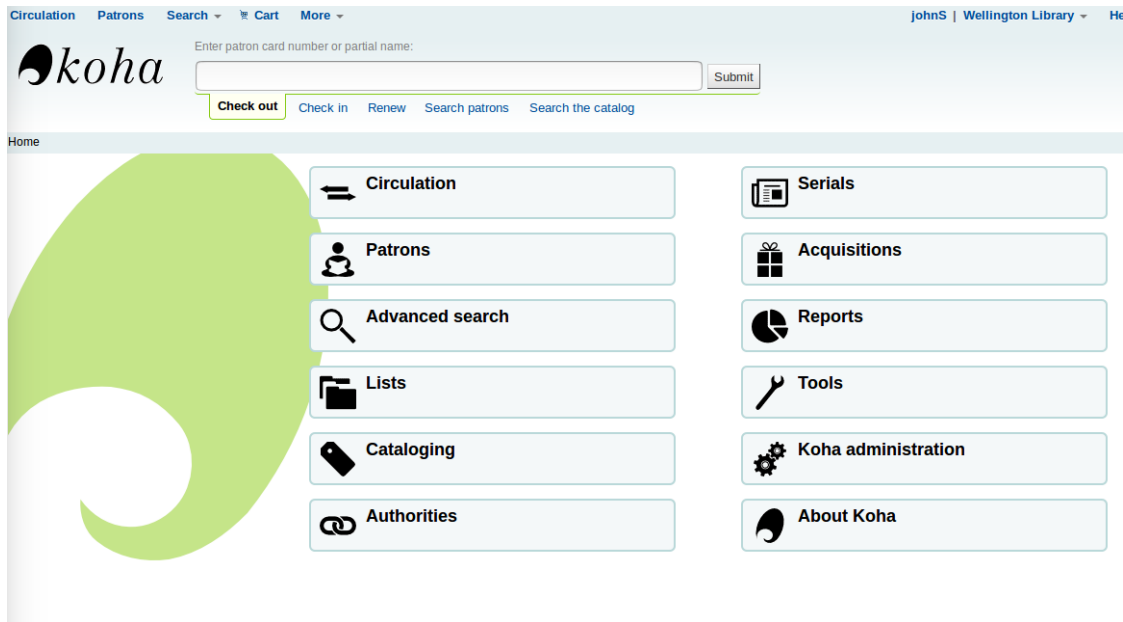 Circulation Patrons Search Cart More johnS | Wellington Library He
Enter patron card number or partial name:
koha
Submit
Check out Check in Renew Search patrons Search the catalog
Home
Circulation Serials
Patrons Acquisitions
Advanced search Reports
Lists Tools
Cataloging Koha administration
Authorities About Koha